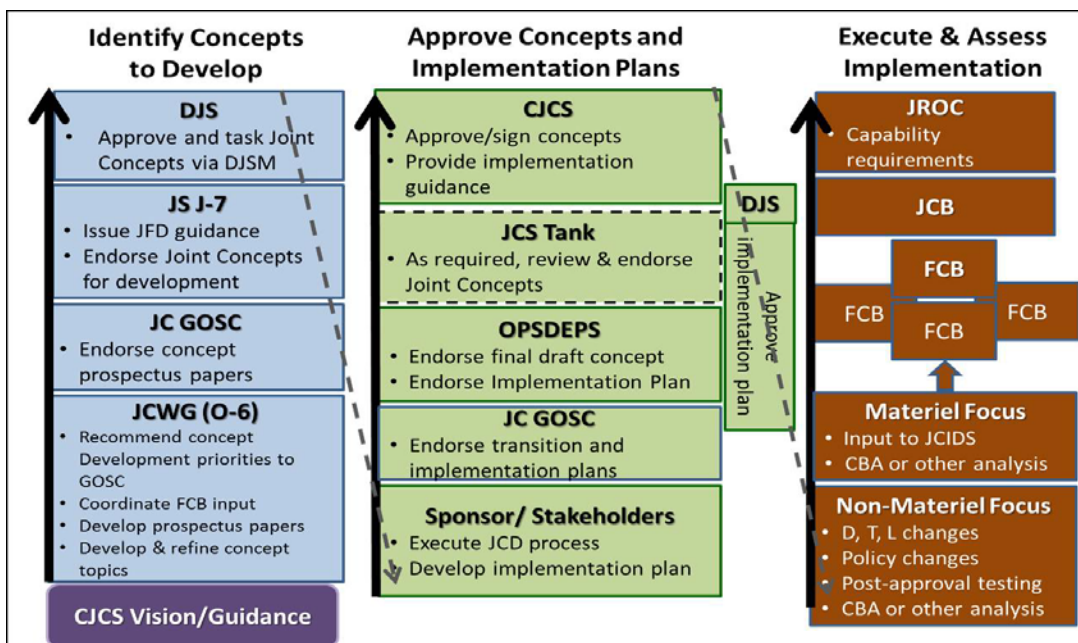 Identify Concepts
to Develop
DJS
• Approve and task Joint
Concepts via DJSM
JS J-7
• Issue JFD guidance
• Endorse Joint Concepts
for development
JC GOSC
• Endorse concept
prospectus papers
JCWG (O-6)
• Recommend concept
Development priorities to
GOSC
• Coordinate FCB input
• Develop prospectus papers
• Develop & refine concept
topics
CJCS Vision/Guidance
Approve Concepts and
Implementation Plans
CJCS
• Approve/sign concepts
• Provide implementation
guidance
JCS Tank
• As required, review & endorse
Joint Concepts
OPSDEPS
• Endorse final draft concept
• Endorse Implementation Plan
JC GOSC
• Endorse transition and
implementation plans
Sponsor/ Stakeholders
• Execute JCD process
• Develop implementation plan
DJS
Approve
implementation plan
Execute & Assess
Implementation
JROC
• Capability
requirements
JCB
FCB
FCB
FCB
FCB
Materiel Focus
• Input to JCIDS
• CBA or other analysis
Non-Materiel Focus
• D, T, L changes
• Policy changes
• Post-approval testing
• CBA or other analysis